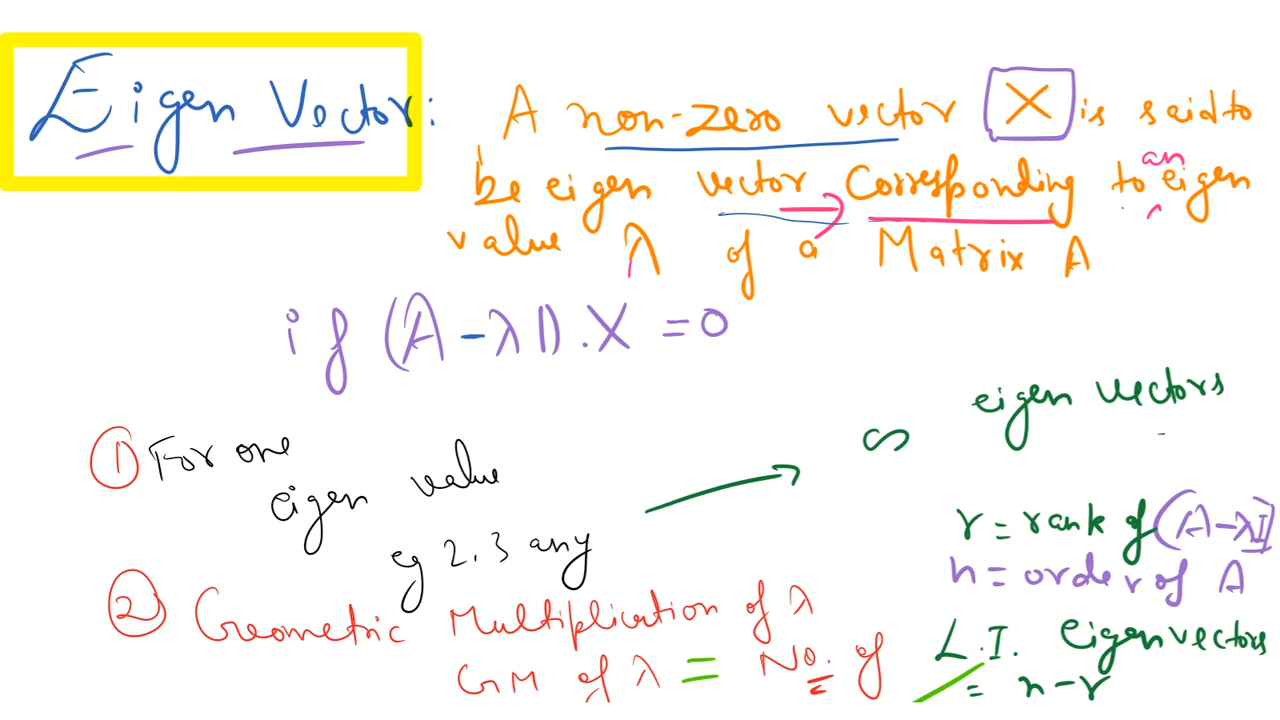 Eigen Vector:
A non-zero vector X is said to
be eigen vector → Corresponding to an eigen
value λ of a Matrix A
if (A-λI).X = 0
① For one
eigen value
eg 2, 3 any
→ ∞ eigen vectors
r = rank of (A-λI)
n = order of A
② Geometric Multiplication of λ
GM of λ = No. of L.I. eigenvectors
= n-r